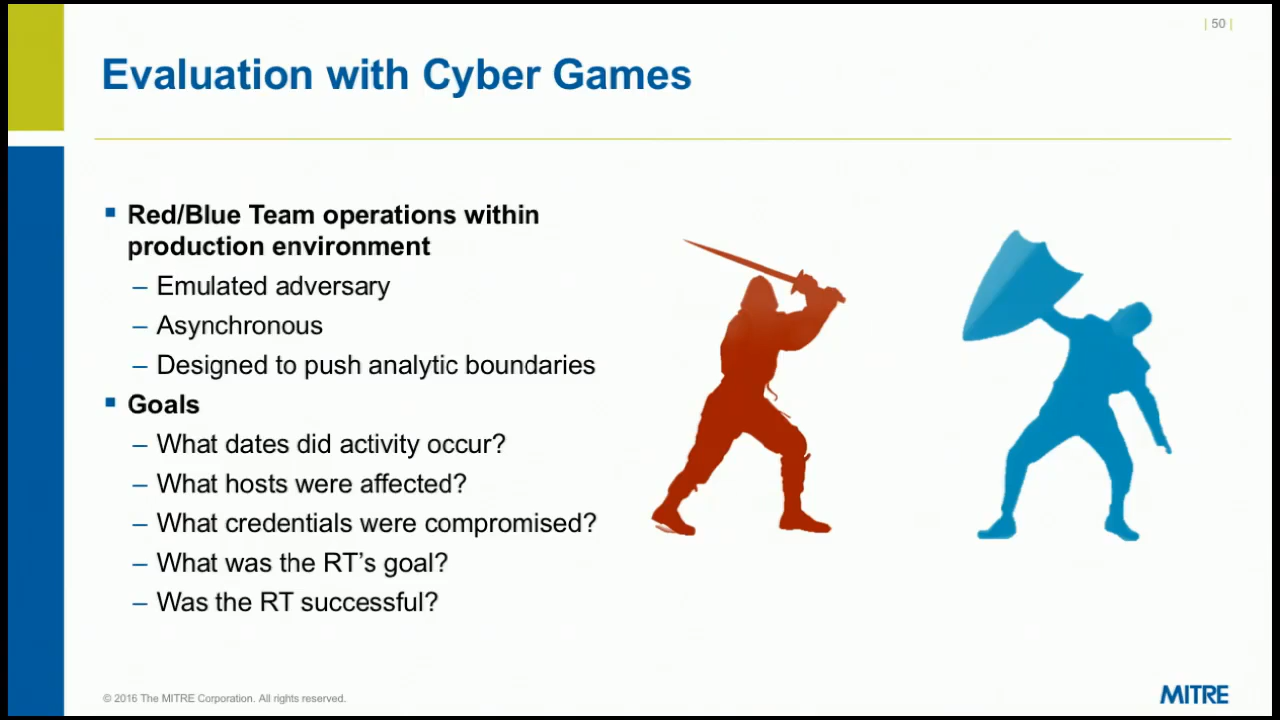 | 50 |
Evaluation with Cyber Games
▪ Red/Blue Team operations within
production environment
– Emulated adversary
– Asynchronous
– Designed to push analytic boundaries
▪ Goals
– What dates did activity occur?
– What hosts were affected?
– What credentials were compromised?
– What was the RT’s goal?
– Was the RT successful?
© 2016 The MITRE Corporation. All rights reserved.
MITRE